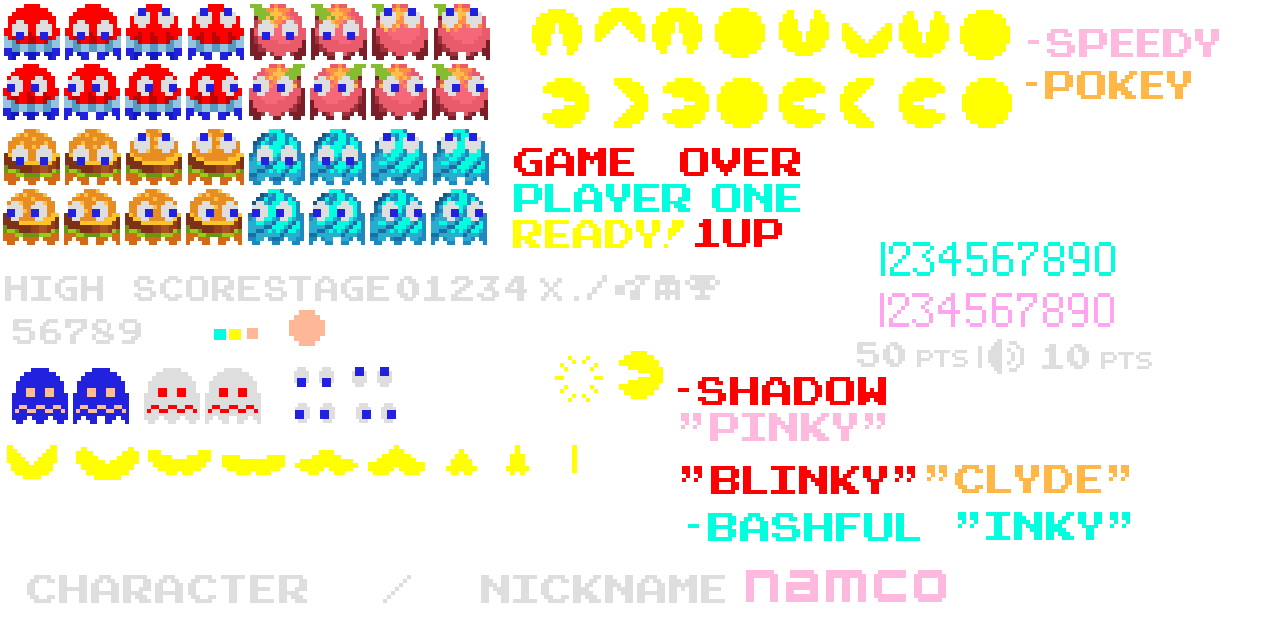 -SPEEDY
-POKEY
GAME OVER
PLAYER ONE
READY! 1UP
1234567890
HIGH SCORESTAGE01234 X./
1234567890
56789
50 PTS 10 PTS
-SHADOW
"PINKY"
"BLINKY" "CLYDE"
-BASHFUL "INKY"
CHARACTER / NICKNAME namco